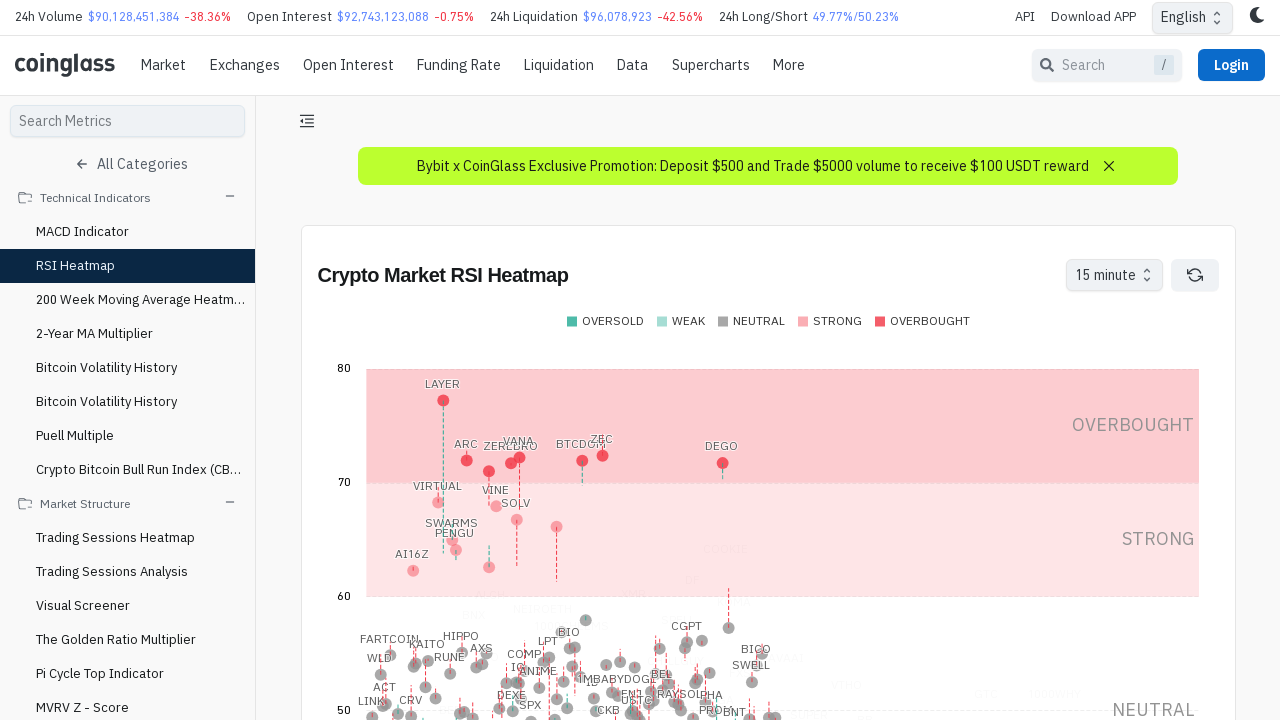 24h Volume $90,128,451,384 -38.36% Open Interest $92,743,123,088 -0.75% 24h Liquidation $96,078,923 -42.56% 24h Long/Short 49.77%/50.23% API Download APP English
coinglass Market Exchanges Open Interest Funding Rate Liquidation Data Supercharts More Search / Login
Search Metrics
All Categories
Technical Indicators
MACD Indicator
RSI Heatmap
200 Week Moving Average Heatm...
2-Year MA Multiplier
Bitcoin Volatility History
Bitcoin Volatility History
Puell Multiple
Crypto Bitcoin Bull Run Index (CB...
Market Structure
Trading Sessions Heatmap
Trading Sessions Analysis
Visual Screener
The Golden Ratio Multiplier
Pi Cycle Top Indicator
MVRV Z - Score
Bybit x CoinGlass Exclusive Promotion: Deposit $500 and Trade $5000 volume to receive $100 USDT reward
Crypto Market RSI Heatmap
15 minute
OVERSOLD WEAK NEUTRAL STRONG OVERBOUGHT
80
LAYER
OVERBOUGHT
ARC ZEREBRO VANA BTCDOM ZEC DEGO
70
VIRTUAL VINE
SOLV
SWARMS
PENGU
STRONG
AI16Z
60
FARTCOIN KAITO HIPPO LPT BIO CGPT
WLD RUNE AXS COMP BICO
ANIME SWELL
ACT BEL
LINK CRV DEXE SPX
50
NEUTRAL